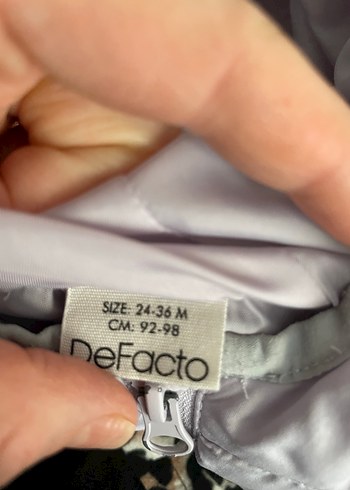 SIZE: 24-36 M
CM: 92-98
DeFacto